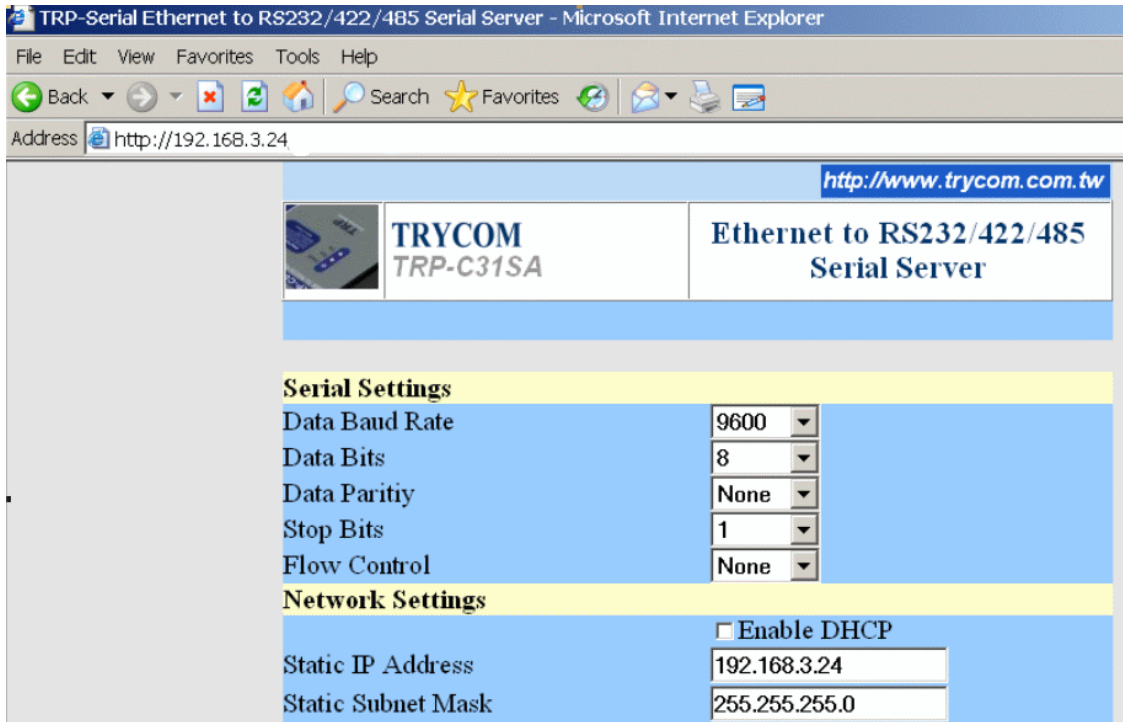 TRP-Serial Ethernet to RS232/422/485 Serial Server - Microsoft Internet Explorer
File Edit View Favorites Tools Help
Back Search Favorites
Address http://192.168.3.24
http://www.trycom.com.tw
TRYCOM
TRP-C31SA
Ethernet to RS232/422/485
Serial Server
Serial Settings
Data Baud Rate 9600
Data Bits 8
Data Paritiy None
Stop Bits 1
Flow Control None
Network Settings
Enable DHCP
Static IP Address 192.168.3.24
Static Subnet Mask 255.255.255.0